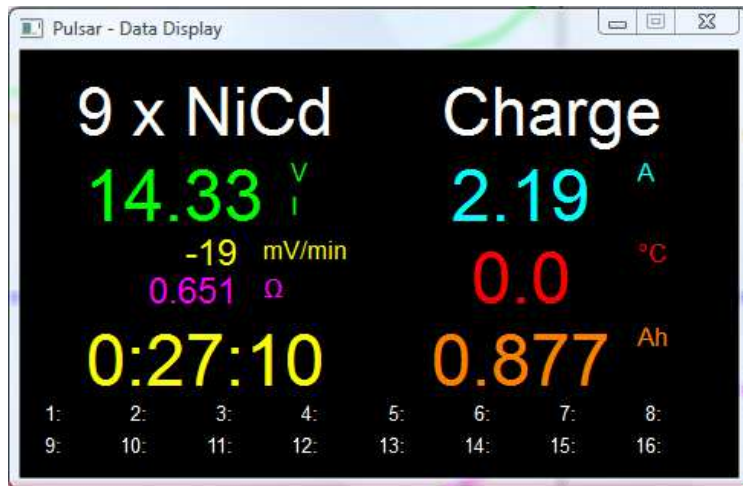 Pulsar - Data Display
9 x NiCd Charge
14.33 V I 2.19 A
-19 mV/min
0.651 Ω 0.0 °C
0:27:10 0.877 Ah
1: 2: 3: 4: 5: 6: 7: 8:
9: 10: 11: 12: 13: 14: 15: 16: